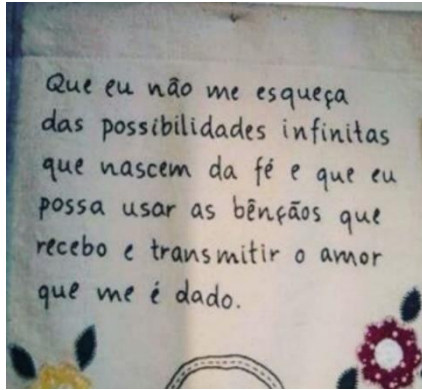 Que eu não me esqueça
das possibilidades infinitas
que nascem da fé e que eu
possa usar as bênçãos que
recebo e transmitir o amor
que me é dado.